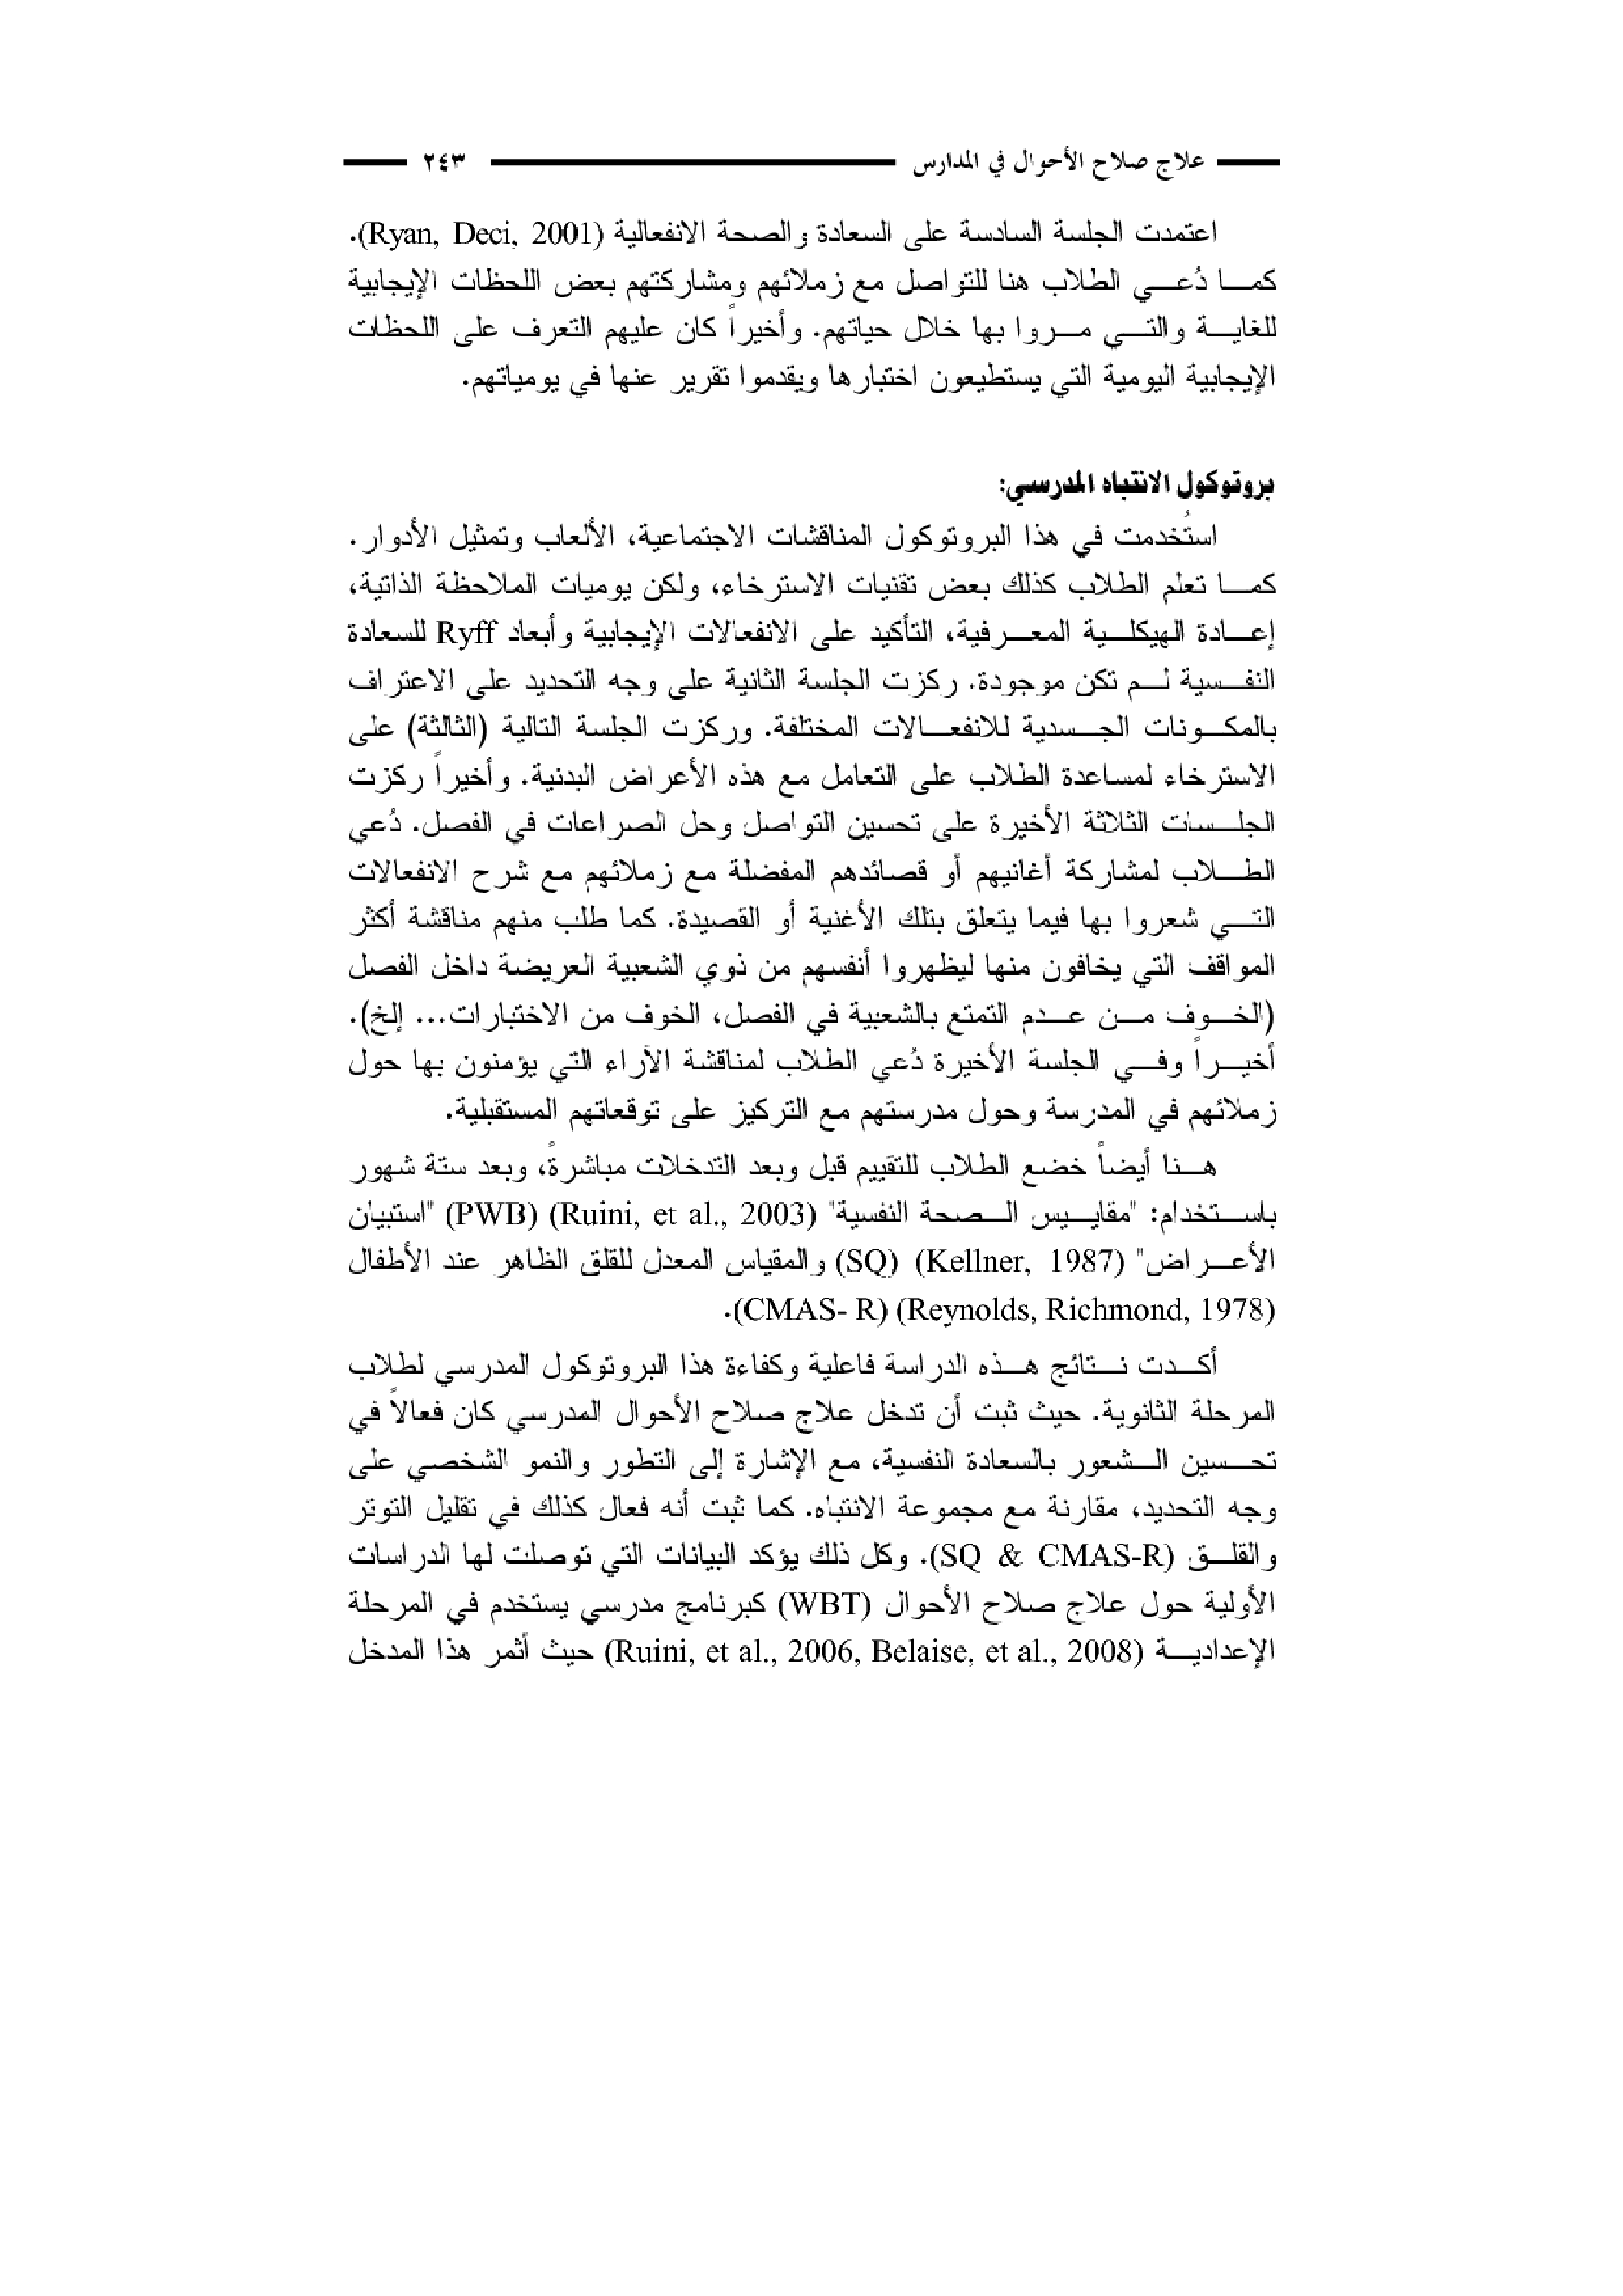 علاج صلاح الأحوال في المدارس ٢٤٣
اعتمدت الجلسة السادسة على السعادة والصحة الانفعالية (Ryan, Deci, 2001).
كما دُعي الطلاب هنا للتواصل مع زملائهم ومشاركتهم بعض اللحظات الإيجابية
للغاية والتي مروا بها خلال حياتهم. وأخيراً كان عليهم التعرف على اللحظات
الإيجابية اليومية التي يستطيعون اختبارها ويقدموا تقرير عنها في يومياتهم.
بروتوكول الانتباه المدرسي:
استُخدمت في هذا البروتوكول المناقشات الاجتماعية، الألعاب وتمثيل الأدوار.
كما تعلم الطلاب كذلك بعض تقنيات الاسترخاء، ولكن يوميات الملاحظة الذاتية،
إعادة الهيكلية المعرفية، التأكيد على الانفعالات الإيجابية وأبعاد Ryff للسعادة
النفسية لم تكن موجودة. ركزت الجلسة الثانية على وجه التحديد على الاعتراف
بالمكونات الجسدية للانفعالات المختلفة. وركزت الجلسة التالية (الثالثة) على
الاسترخاء لمساعدة الطلاب على التعامل مع هذه الأعراض البدنية. وأخيراً ركزت
الجلسات الثلاثة الأخيرة على تحسين التواصل وحل الصراعات في الفصل. دُعي
الطلاب لمشاركة أغانيهم أو قصائدهم المفضلة مع زملائهم مع شرح الانفعالات
التي شعروا بها فيما يتعلق بتلك الأغنية أو القصيدة. كما طلب منهم مناقشة أكثر
المواقف التي يخافون منها ليظهروا أنفسهم من ذوي الشعبية العريضة داخل الفصل
(الخوف من عدم التمتع بالشعبية في الفصل، الخوف من الاختبارات... إلخ).
أخيراً وفي الجلسة الأخيرة دُعي الطلاب لمناقشة الآراء التي يؤمنون بها حول
زملائهم في المدرسة وحول مدرستهم مع التركيز على توقعاتهم المستقبلية.
هنا أيضاً خضع الطلاب للتقييم قبل وبعد التدخلات مباشرةً، وبعد ستة شهور
باستخدام: "مقاييس الصحة النفسية" (PWB) (Ruini, et al., 2003) "استبيان
الأعراض" (SQ) (Kellner, 1987) والمقياس المعدل للقلق الظاهر عند الأطفال
(CMAS- R) (Reynolds, Richmond, 1978).
أكدت نتائج هذه الدراسة فاعلية وكفاءة هذا البروتوكول المدرسي لطلاب
المرحلة الثانوية. حيث ثبت أن تدخل علاج صلاح الأحوال المدرسي كان فعالاً في
تحسين الشعور بالسعادة النفسية، مع الإشارة إلى التطور والنمو الشخصي على
وجه التحديد، مقارنة مع مجموعة الانتباه. كما ثبت أنه فعال كذلك في تقليل التوتر
والقلق (SQ & CMAS-R). وكل ذلك يؤكد البيانات التي توصلت لها الدراسات
الأولية حول علاج صلاح الأحوال (WBT) كبرنامج مدرسي يستخدم في المرحلة
الإعدادية (Ruini, et al., 2006, Belaise, et al., 2008) حيث أثمر هذا المدخل